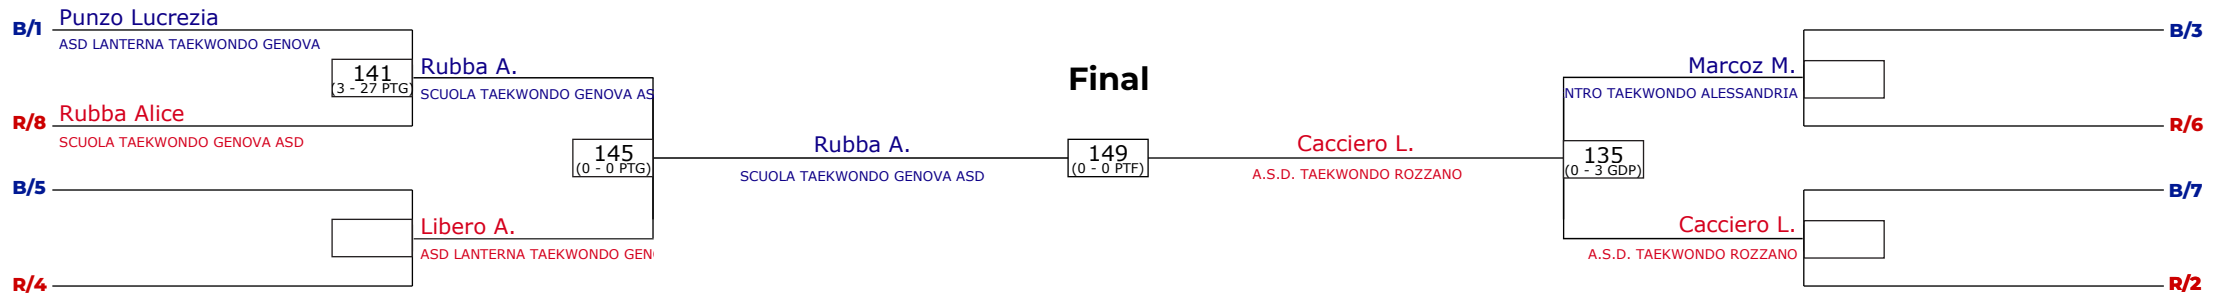 B/1
Punzo Lucrezia
ASD LANTERNA TAEKWONDO GENOVA
141
(3 - 27 PTG)
R/8
Rubba Alice
SCUOLA TAEKWONDO GENOVA ASD
Rubba A.
SCUOLA TAEKWONDO GENOVA AS
145
(0 - 0 PTG)
B/5
Libero A.
ASD LANTERNA TAEKWONDO GEN
R/4
Rubba A.
SCUOLA TAEKWONDO GENOVA ASD
Final
149
(0 - 0 PTF)
Cacciero L.
A.S.D. TAEKWONDO ROZZANO
135
(0 - 3 GDP)
Marcoz M.
NTRO TAEKWONDO ALESSANDRIA
B/3
R/6
Cacciero L.
A.S.D. TAEKWONDO ROZZANO
B/7
R/2